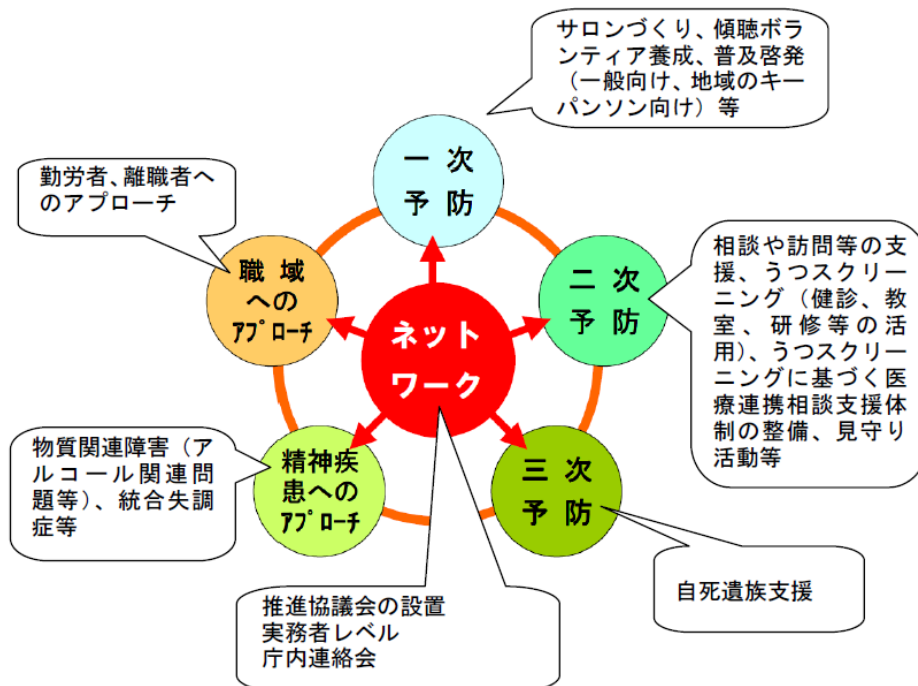 サロンづくり、傾聴ボラ
ンティア養成、普及啓発
（一般向け、地域のキー
パンソン向け）等
一 次
予 防
勤労者、離職者へ
のアプローチ
職 域
へのの
ｱﾌﾟﾛｰﾁ
二 次
予 防
相談や訪問等の支
援、うつスクリー
ニング（健診、教
室、研修等の活
用）、うつスクリー
ニングに基づく医
療連携相談支援体
制の整備、見守り
活動等
ネット
ワーク
物質関連障害（ア
ルコール関連問
題等）、統合失調
症等
精神疾
患への
ｱﾌﾟﾛｰﾁ
三 次
予 防
自死遺族支援
推進協議会の設置
実務者レベル
庁内連絡会